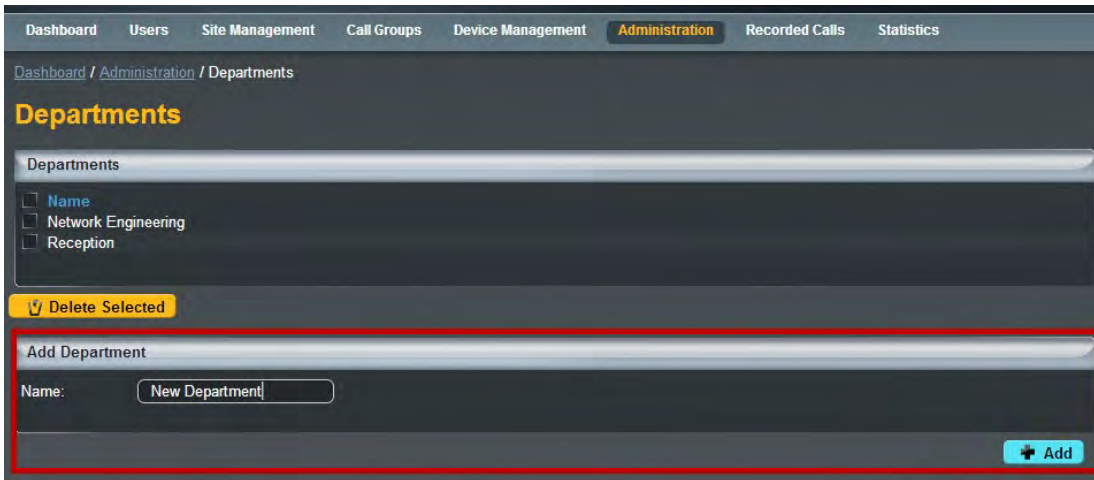 Dashboard Users Site Management Call Groups Device Management Administration Recorded Calls Statistics
Dashboard / Administration / Departments
Departments
Departments
Name
Network Engineering
Reception
Delete Selected
Add Department
Name: New Department
Add